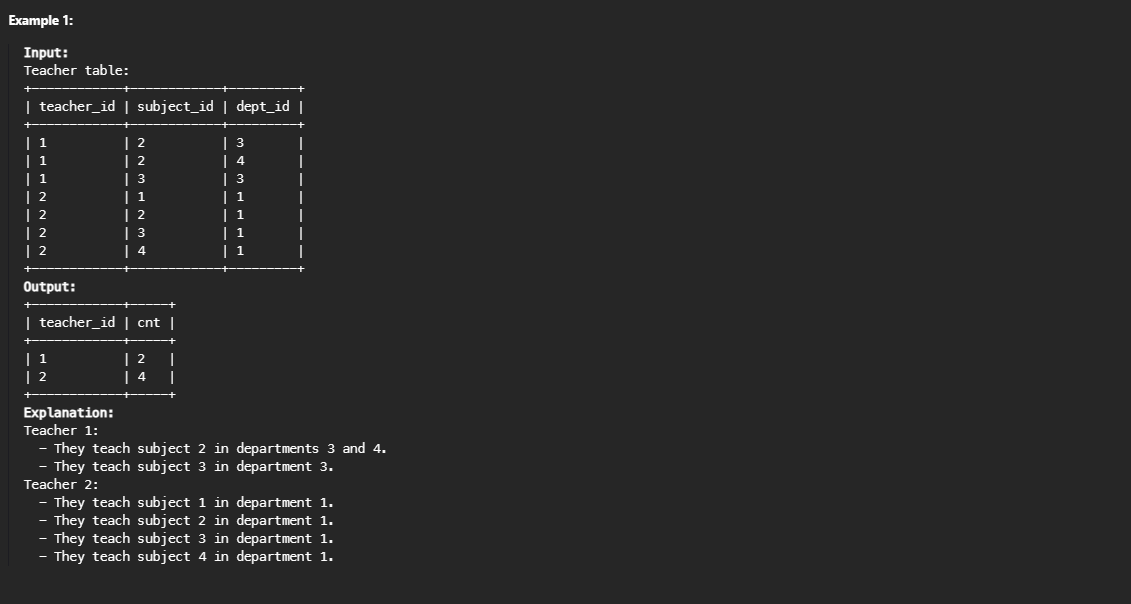 Example 1:
Input:
Teacher table:
+------------+------------+---------+
| teacher_id | subject_id | dept_id |
+------------+------------+---------+
| 1          | 2          | 3       |
| 1          | 2          | 4       |
| 1          | 3          | 3       |
| 2          | 1          | 1       |
| 2          | 2          | 1       |
| 2          | 3          | 1       |
| 2          | 4          | 1       |
+------------+------------+---------+
Output:
+------------+-----+
| teacher_id | cnt |
+------------+-----+
| 1          | 2   |
| 2          | 4   |
+------------+-----+
Explanation:
Teacher 1:
  - They teach subject 2 in departments 3 and 4.
  - They teach subject 3 in department 3.
Teacher 2:
  - They teach subject 1 in department 1.
  - They teach subject 2 in department 1.
  - They teach subject 3 in department 1.
  - They teach subject 4 in department 1.